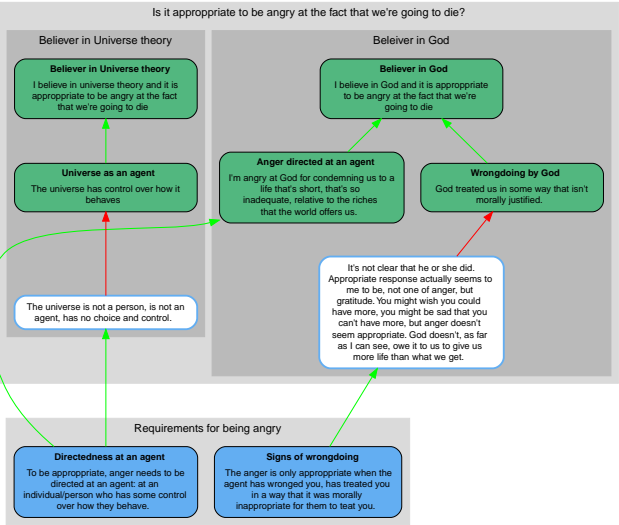 Is it approppriate to be angry at the fact that we're going to die?
Believer in Universe theory
Believer in Universe theory
I believe in universe theory and it is
approppriate to be angry at the fact
that we're going to die
Universe as an agent
The universe has control over how it
behaves
The universe is not a person, is not an
agent, has no choice and control.
Beleiver in God
Bellever in God
I believe in God and it is appropriate
to be angry at the fact that we're
going to die
Anger directed at an agent
I'm angry at God for condemning us to a
life that's short, that's so
inadequate, relative to the riches
that the world offers us.
Wrongdoing by God
God treated us in some way that isn't
morally justified.
It's not clear that he or she did.
Appropriate response actually seems to
me to be, not one of anger, but
gratitude. You might wish you could
have more, you might be sad that you
can't have more, but anger doesn't
seem appropriate. God doesn't, as far
as I can see, owe it to us to give us
more life than what we get.
Requirements for being angry
Directedness at an agent
To be appropriate, anger needs to be
directed at an agent: at an
individual/person who has some control
over how they behave.
Signs of wrongdoing
The anger is only appropriate when the
agent has wronged you, has treated you
in a way that it was morally
inappropriate for them to teat you.